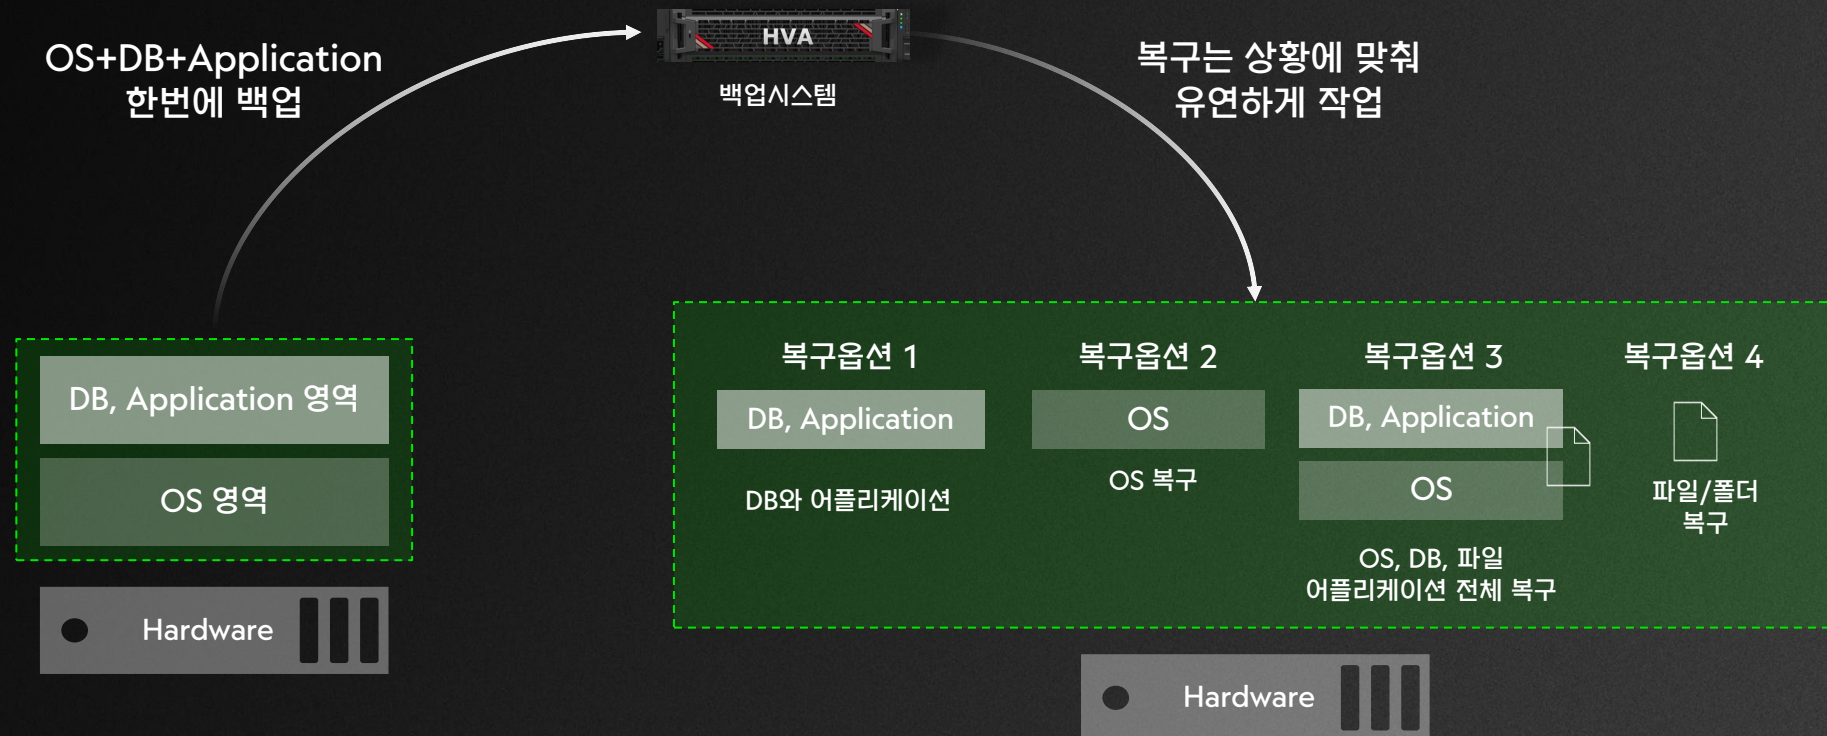 OS+DB+Application
한번에 백업
HVA
백업시스템
복구는 상황에 맞춰
유연하게 작업
DB, Application 영역
OS 영역
Hardware
복구옵션 1
DB, Application
DB와 어플리케이션
복구옵션 2
OS
OS 복구
복구옵션 3
DB, Application
OS
OS, DB, 파일
어플리케이션 전체 복구
복구옵션 4
파일/폴더
복구
Hardware